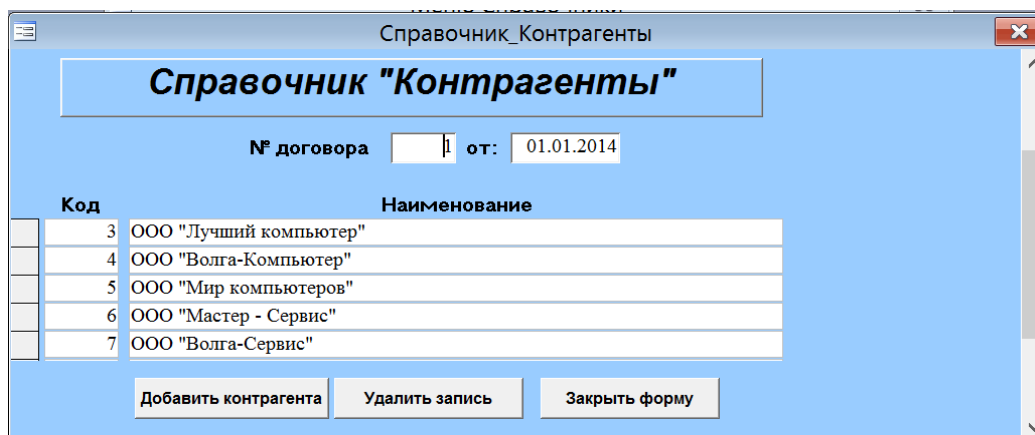 Справочник_Контрагенты
Справочник "Контрагенты"
№ договора 1 от: 01.01.2014
Код Наименование
3 ООО "Лучший компьютер"
4 ООО "Волга-Компьютер"
5 ООО "Мир компьютеров"
6 ООО "Мастер - Сервис"
7 ООО "Волга-Сервис"
Добавить контрагента Удалить запись Закрыть форму